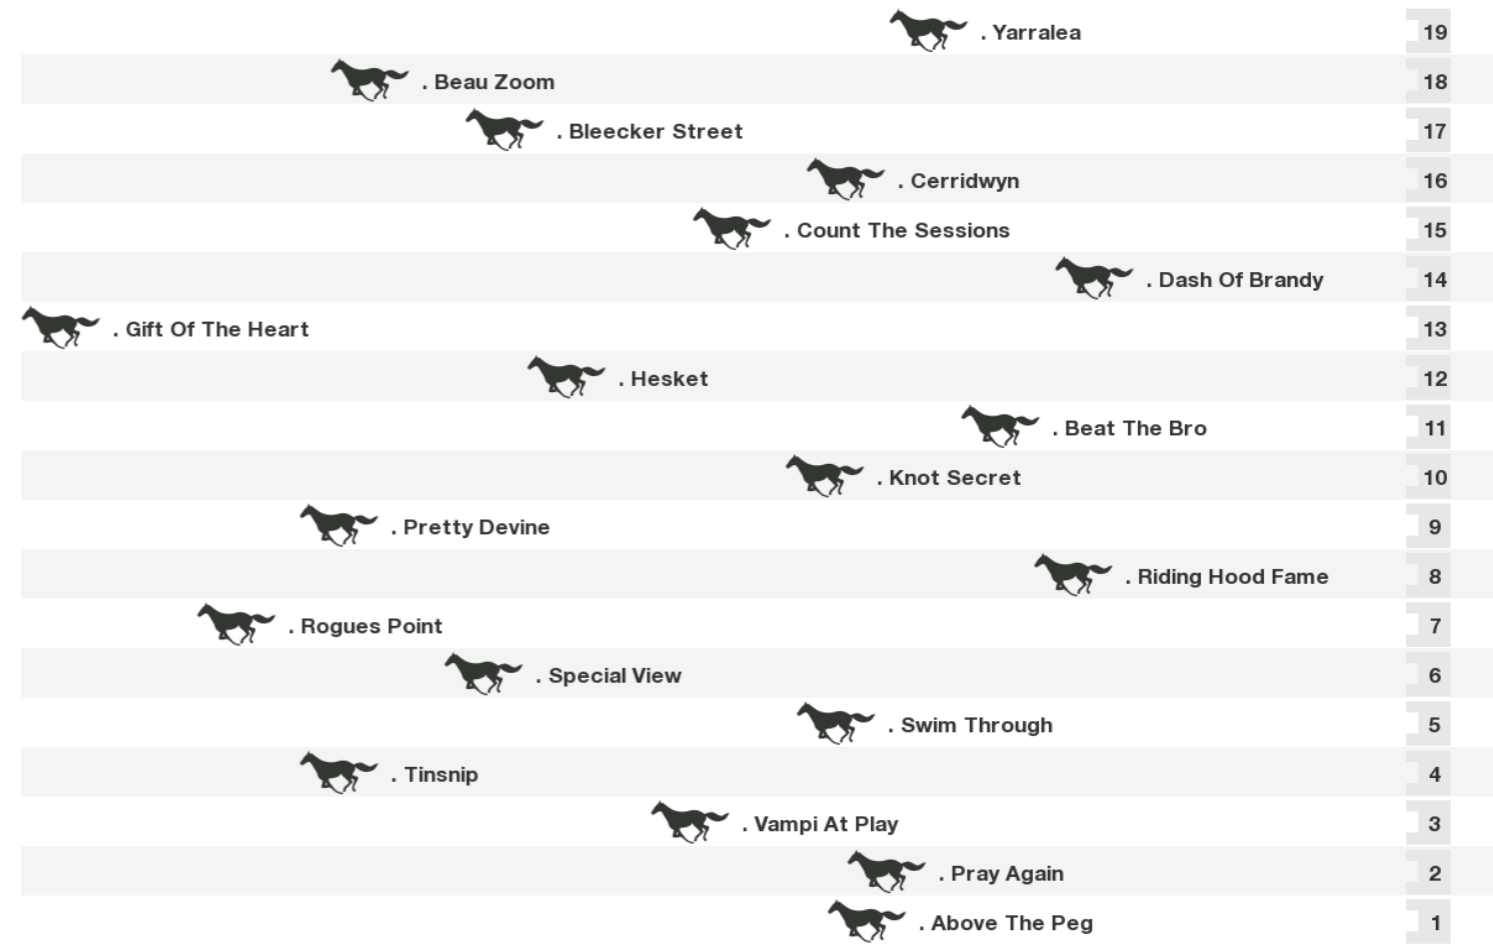 . Yarralea 19
. Beau Zoom 18
. Bleecker Street 17
. Cerridwyn 16
. Count The Sessions 15
. Dash Of Brandy 14
. Gift Of The Heart 13
. Hesket 12
. Beat The Bro 11
. Knot Secret 10
. Pretty Devine 9
. Riding Hood Fame 8
. Rogues Point 7
. Special View 6
. Swim Through 5
. Tinsnip 4
. Vampi At Play 3
. Pray Again 2
. Above The Peg 1